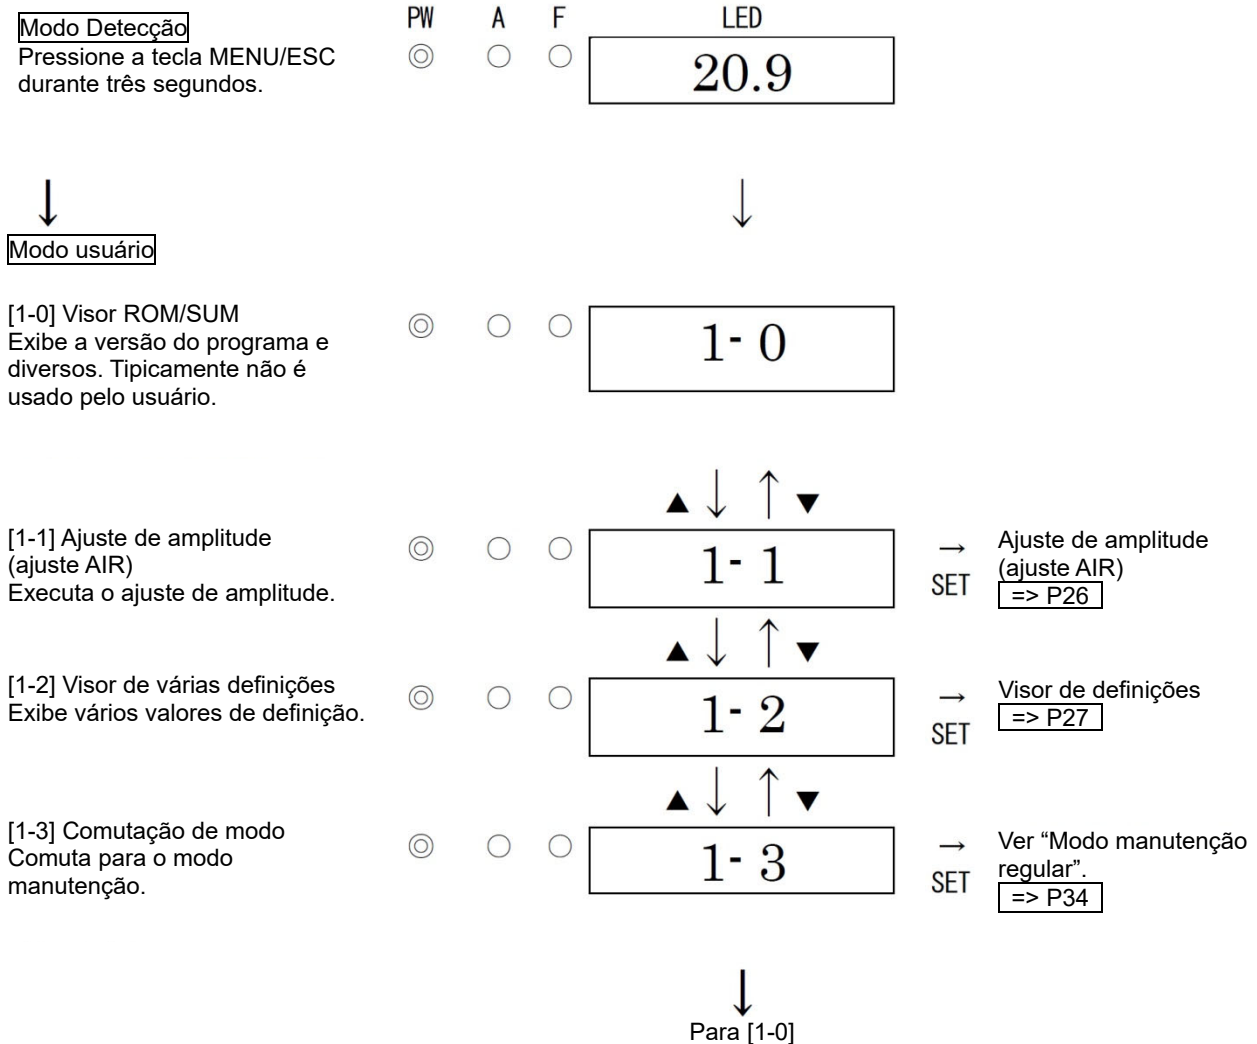 PW A F LED
Modo Detecção
Pressione a tecla MENU/ESC
durante três segundos.
◎ ○ ○ 20.9
↓ ↓
Modo usuário
[1-0] Visor ROM/SUM
Exibe a versão do programa e
diversos. Tipicamente não é
usado pelo usuário.
◎ ○ ○ 1- 0
▲ ↓ ↑ ▼
[1-1] Ajuste de amplitude
(ajuste AIR)
Executa o ajuste de amplitude.
◎ ○ ○ 1- 1
→
SET
Ajuste de amplitude
(ajuste AIR)
=> P26
▲ ↓ ↑ ▼
[1-2] Visor de várias definições
Exibe vários valores de definição.
◎ ○ ○ 1- 2
→
SET
Visor de definições
=> P27
▲ ↓ ↑ ▼
[1-3] Comutação de modo
Comuta para o modo
manutenção.
◎ ○ ○ 1- 3
→
SET
Ver “Modo manutenção
regular”.
=> P34
↓
Para [1-0]